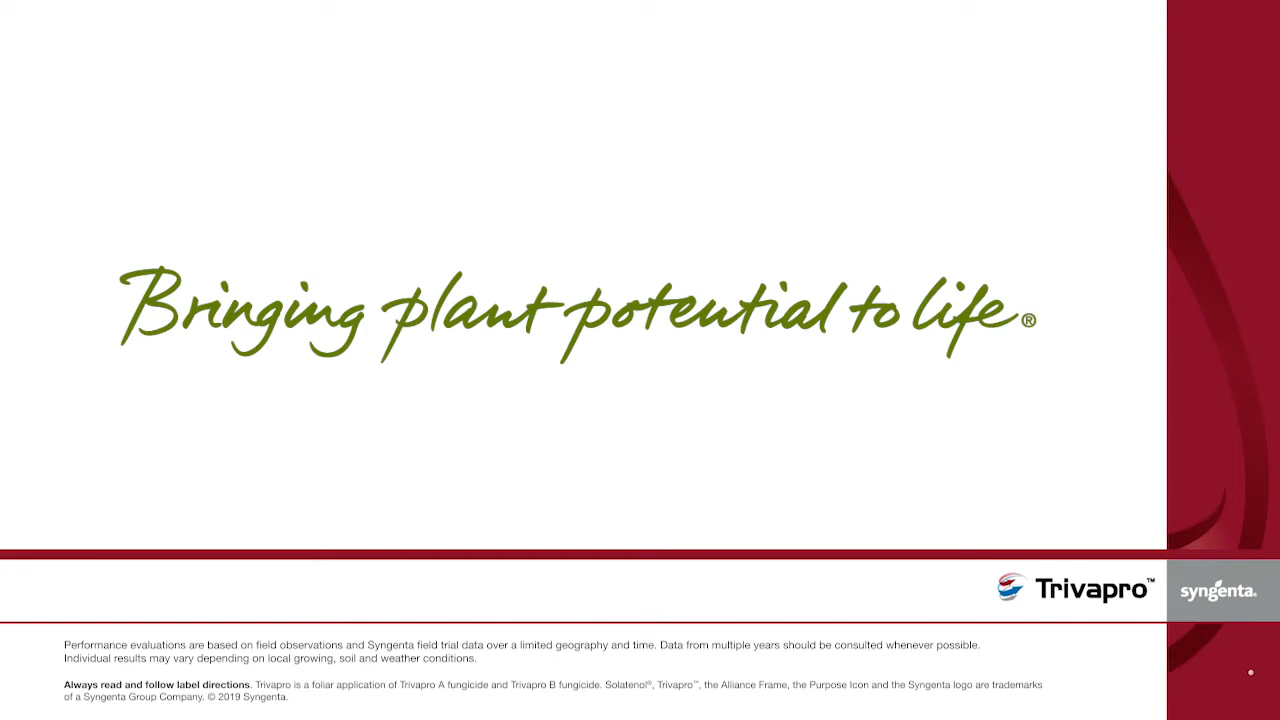 Bringing plant potential to life®
Trivapro™
syngenta®
Performance evaluations are based on field observations and Syngenta field trial data over a limited geography and time. Data from multiple years should be consulted whenever possible.
Individual results may vary depending on local growing, soil and weather conditions.
Always read and follow label directions. Trivapro is a foliar application of Trivapro A fungicide and Trivapro B fungicide. Solatenol®, Trivapro™, the Alliance Frame, the Purpose Icon and the Syngenta logo are trademarks
of a Syngenta Group Company. © 2019 Syngenta.
®